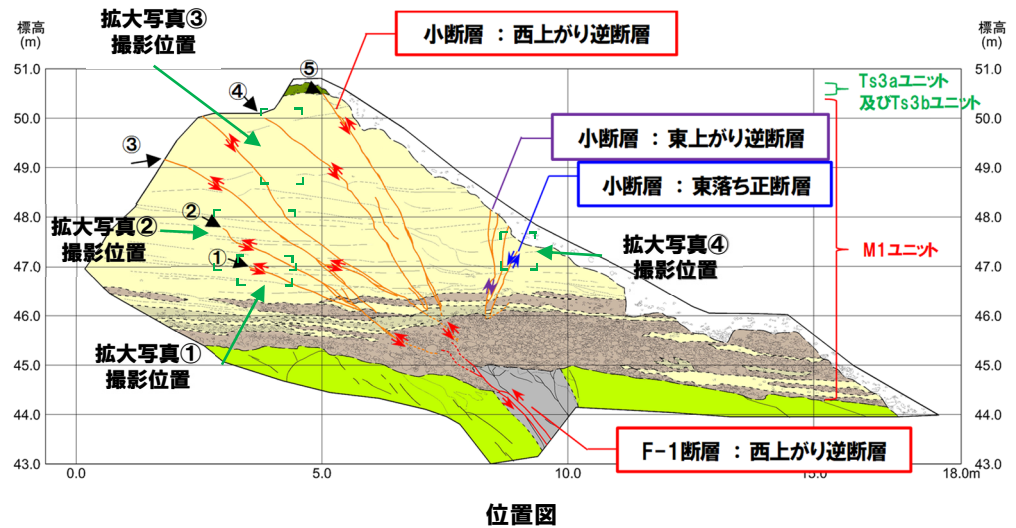 標高
(m)
拡大写真③
撮影位置
小断層 : 西上がり逆断層
標高
(m)
51.0
50.0
49.0
48.0
47.0
46.0
45.0
44.0
43.0
⑤
④
③
②
①
Ts3aユニット
及びTs3bユニット
小断層 : 東上がり逆断層
小断層 : 東落ち正断層
拡大写真②
撮影位置
拡大写真④
撮影位置
M1ユニット
拡大写真①
撮影位置
F-1断層 : 西上がり逆断層
51.0
50.0
49.0
48.0
47.0
46.0
45.0
44.0
43.0
0.0
5.0
10.0
15.0
18.0m
位置図